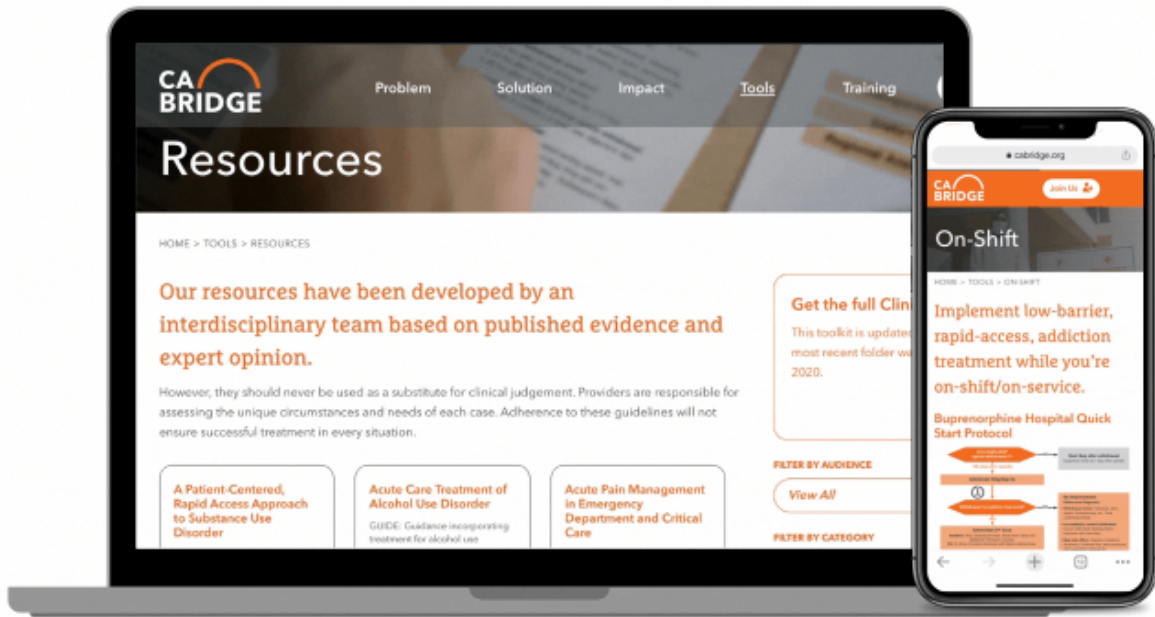 CA
BRIDGE
Problem
Solution
Impact
Tools
Training
Resources
HOME > TOOLS > RESOURCES
Our resources have been developed by an
interdisciplinary team based on published evidence and
expert opinion.
However, they should never be used as a substitute for clinical judgement. Providers are responsible for
assessing the unique circumstances and needs of each case. Adherence to these guidelines will not
ensure successful treatment in every situation.
A Patient-Centered,
Rapid Access Approach
to Substance Use
Disorder
Acute Care Treatment of
Alcohol Use Disorder
GUIDE: Guidance incorporating
treatment for alcohol use
Acute Pain Management
in Emergency
Department and Critical
Care
Get the full Clini
This toolkit is update
most recent folder wa
2020.
FILTER BY AUDIENCE
View All
FILTER BY CATEGORY
cabridge.org
CA
BRIDGE
Join Us
On-Shift
HOME > TOOLS > ON-SHIFT
Implement low-barrier,
rapid-access, addiction
treatment while you're
on-shift/on-service.
Buprenorphine Hospital Quick
Start Protocol